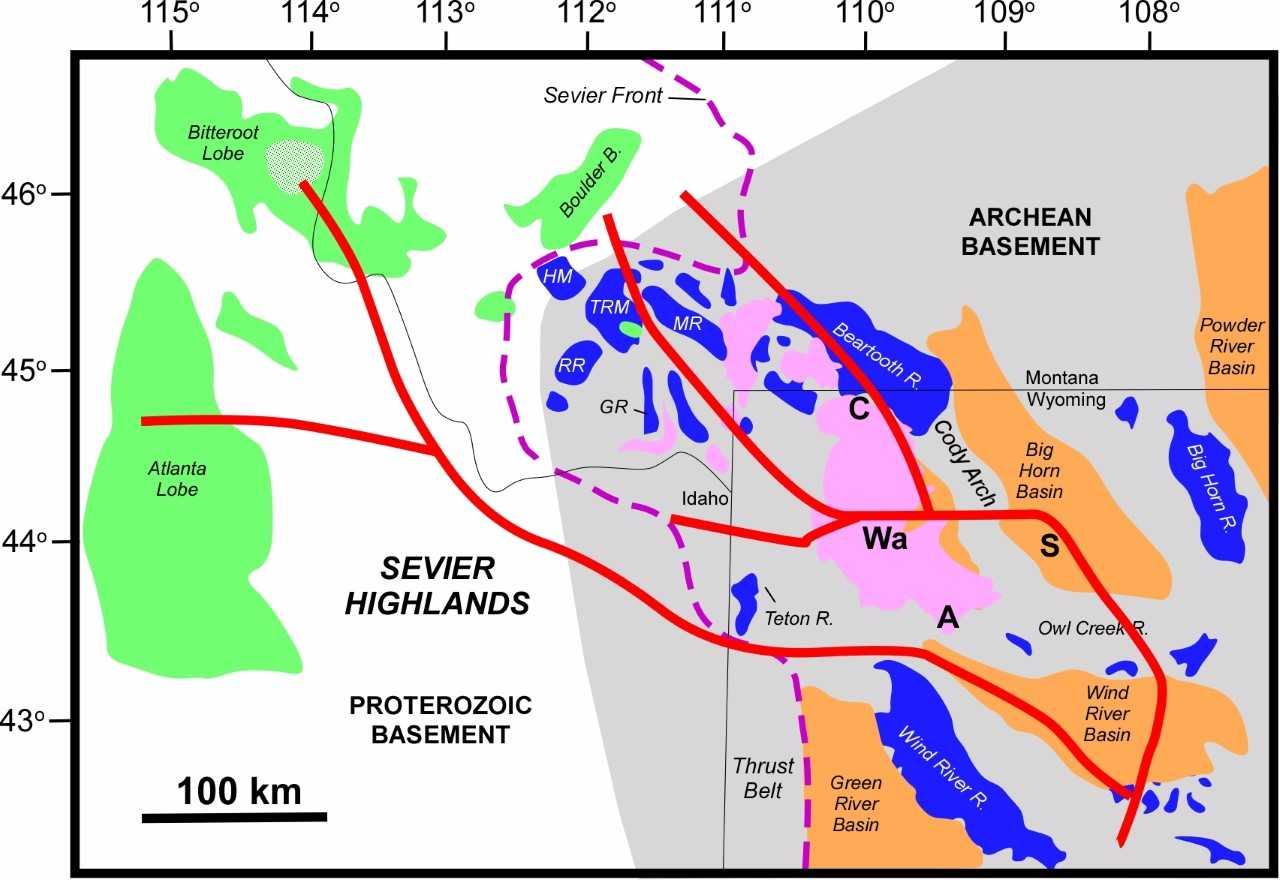 115° 114° 113° 112° 111° 110° 109° 108°
Sevier Front
Bitteroot
Lobe
Boulder B.
46°
ARCHEAN
BASEMENT
HM
TRM
MR
RR
GR
Beartooth R.
Powder
River
Basin
45°
Montana
Wyoming
C
Cody Arch
Big
Horn
Basin
Big Horn R.
Atlanta
Lobe
Idaho
44°
Wa
S
SEVIER
HIGHLANDS
Teton R.
A
Owl Creek R.
PROTEROZOIC
BASEMENT
43°
Wind
River
Basin
Wind River R.
Thrust
Belt
Green
River
Basin
100 km